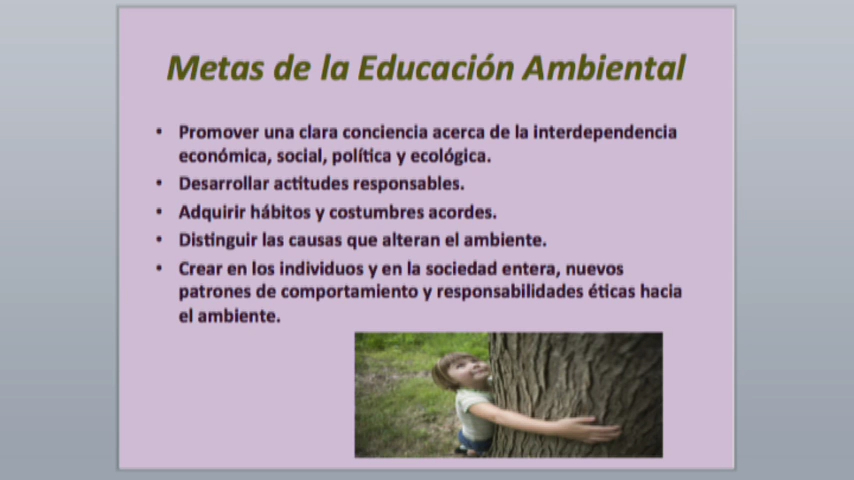 Metas de la Educación Ambiental
• Promover una clara conciencia acerca de la interdependencia
económica, social, política y ecológica.
• Desarrollar actitudes responsables.
• Adquirir hábitos y costumbres acordes.
• Distinguir las causas que alteran el ambiente.
• Crear en los individuos y en la sociedad entera, nuevos
patrones de comportamiento y responsabilidades éticas hacia
el ambiente.